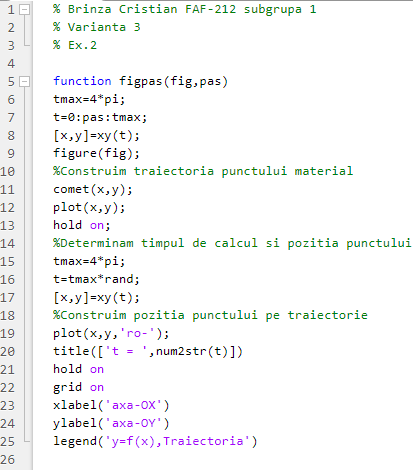 1 % Brinza Cristian FAF-212 subgrupa 1
2 % Varianta 3
3 % Ex.2
4
5 function figpas(fig,pas)
6 tmax=4*pi;
7 t=0:pas:tmax;
8 [x,y]=xy(t);
9 figure(fig);
10 %Construim traiectoria punctului material
11 comet(x,y);
12 plot(x,y);
13 hold on;
14 %Determinam timpul de calcul si pozitia punctului
15 tmax=4*pi;
16 t=tmax*rand;
17 [x,y]=xy(t);
18 %Construim pozitia punctului pe traiectorie
19 plot(x,y,'ro-');
20 title(['t = ',num2str(t)])
21 hold on
22 grid on
23 xlabel('axa-OX')
24 ylabel('axa-OY')
25 legend('y=f(x),Traiectoria')
26